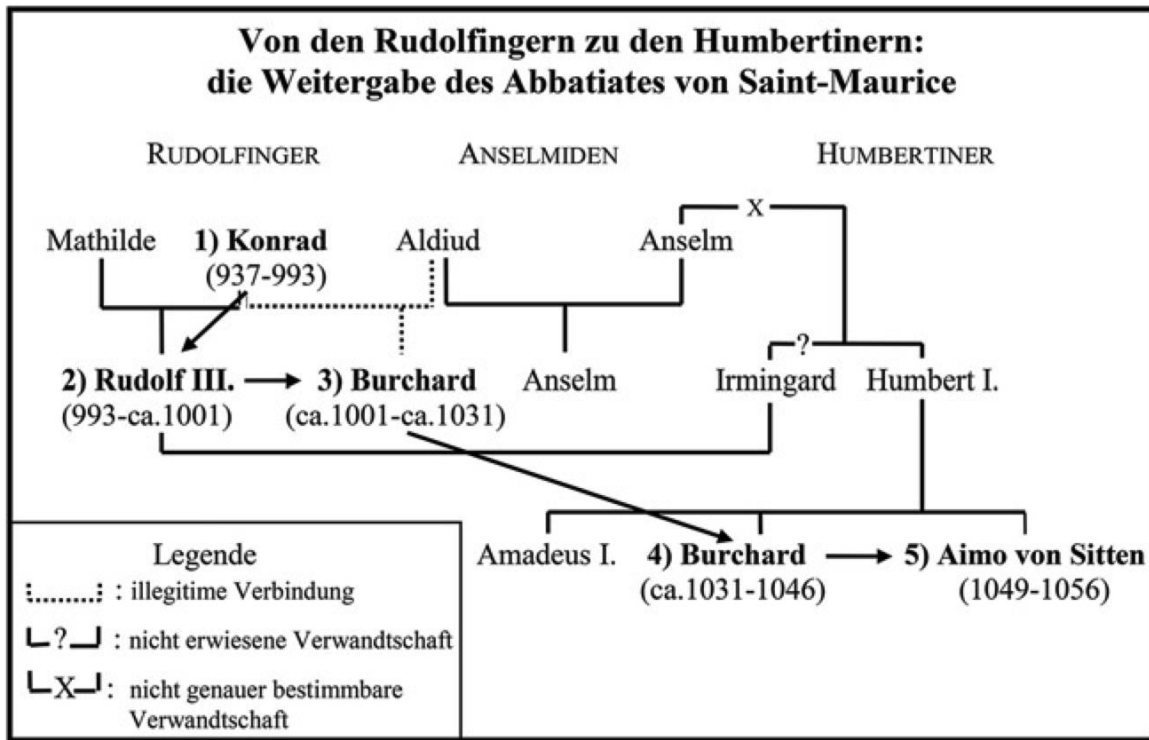 Von den Rudolfingern zu den Humbertinern:
die Weitergabe des Abbatiates von Saint-Maurice
RUDOLFINGER ANSELMIDEN HUMBERTINER
X
Mathilde 1) Konrad Aldiud Anselm
(937-993)
?
2) Rudolf III. 3) Burchard Anselm Irmingard Humbert I.
(993-ca.1001) (ca.1001-ca.1031)
Amadeus I. 4) Burchard 5) Aimo von Sitten
(ca.1031-1046) (1049-1056)
Legende
: illegitime Verbindung
? : nicht erwiesene Verwandtschaft
X : nicht genauer bestimmbare
Verwandtschaft